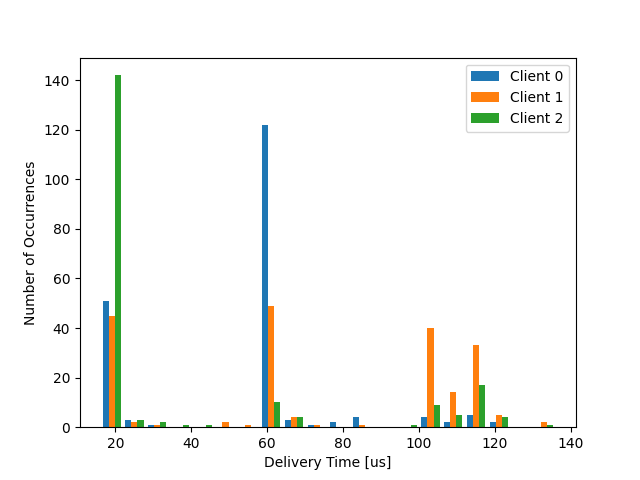 Client 0
Client 1
Client 2
140
120
100
80
60
40
20
0
Number of Occurrences
20 40 60 80 100 120 140
Delivery Time [us]